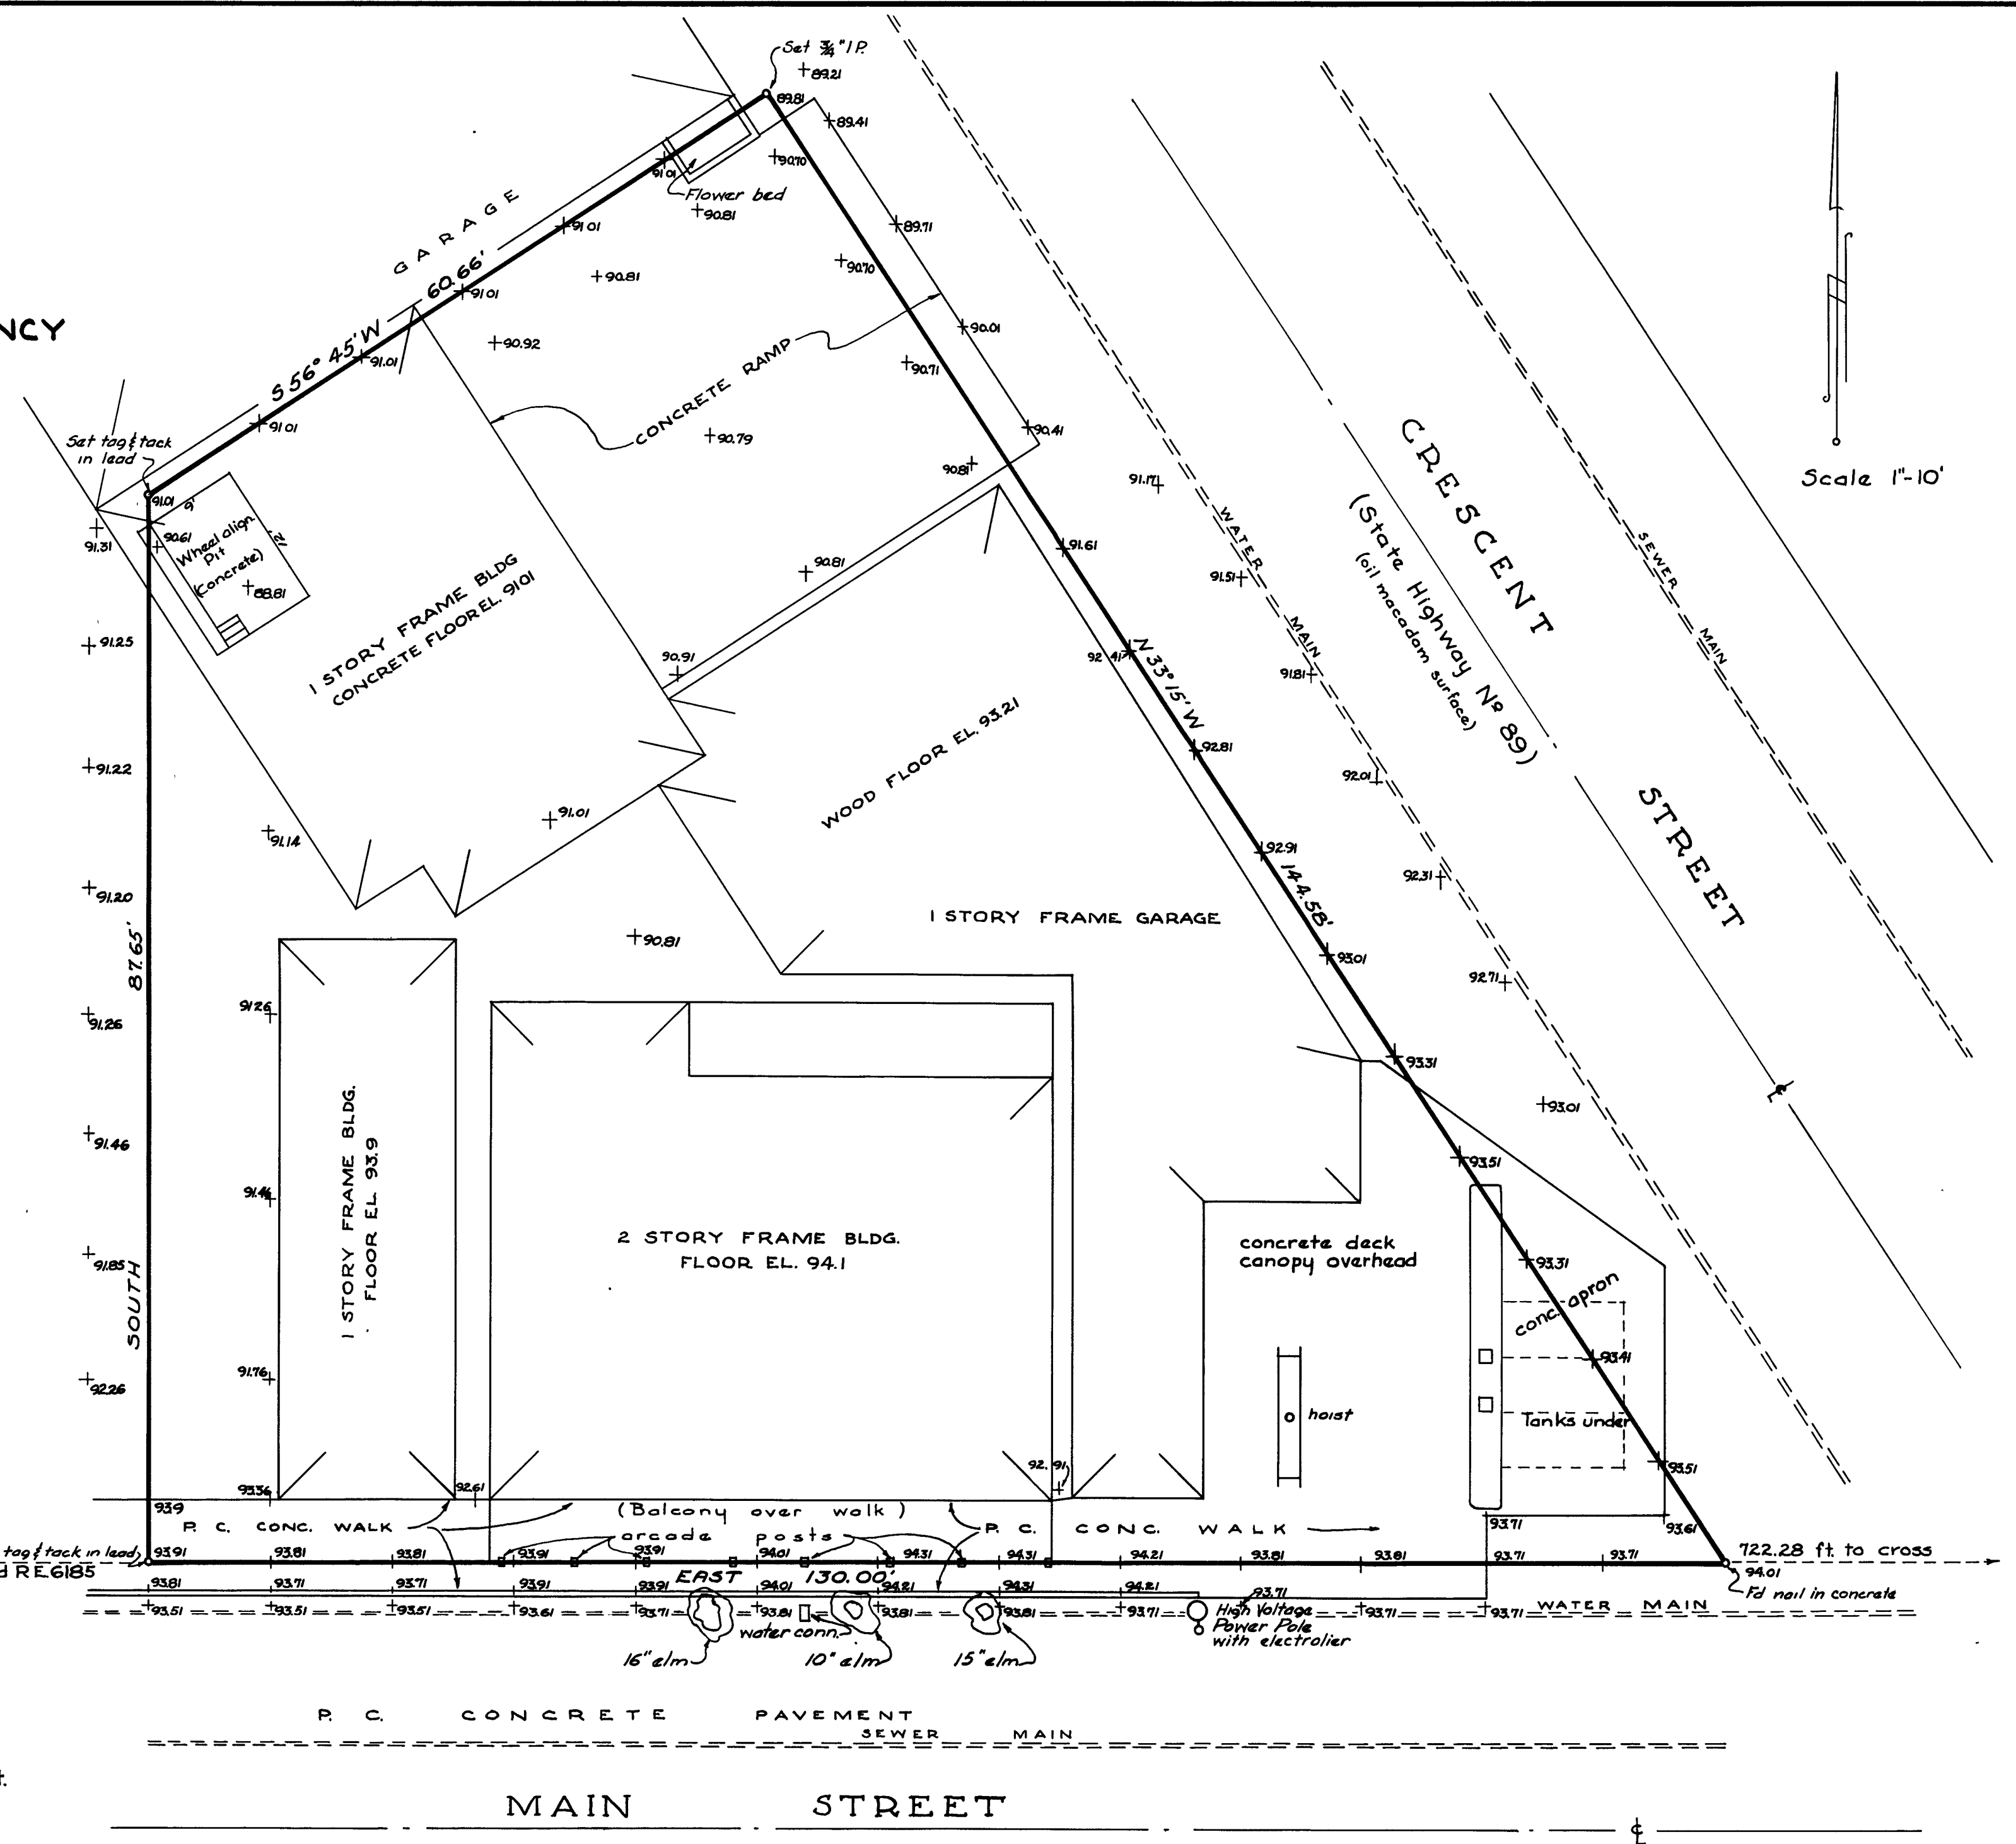 Set ¾" I P.
89.21
89.81
89.41
90.70
91 01
Flower bed
90.81
91 01
89.71
GARAGE
60.66'
90.70
90.81
91 01
NCY
90.01
S 56° 45' W
90.92
CONCRETE RAMP
91.01
90.71
CRESCENT
91 01
90.79
90.41
Set tag & tack
in lead
90.81
91.17
Scale 1"-10'
91.01
9'
12'
90.61
Wheel align
Pit
(Concrete)
91.31
88.81
(State Highway Nº 89)
(oil macadam surface)
WATER
MAIN
SEWER
MAIN
91.61
90.81
91.51
1 STORY FRAME BLDG
CONCRETE FLOOR EL. 91 01
91.25
90.91
92 41
N 33° 15' W
91.81
WOOD FLOOR EL. 93.21
92.81
91.22
92.01
STREET
91.01
91.14
92.91
144.58'
92.31
91.20
1 STORY FRAME GARAGE
87.65'
90.81
93.01
92.71
91.26
91.26
93.31
93.01
91.46
1 STORY FRAME BLDG.
FLOOR EL 93.9
93.51
91.46
2 STORY FRAME BLDG.
FLOOR EL. 94.1
concrete deck
canopy overhead
91.85
93.31
SOUTH
conc. apron
92.26
91.76
93.41
hoist
Tanks under
92.91
93.51
93.36
92.61
93.9
(Balcony over walk)
P. C. CONC. WALK
arcade posts
P. C. CONC. WALK
93.71
93.61
tag & tack in lead
d R E 6185
93.91 93.81 93.81 93.91 93.91 94.01 94.31 94.31 94.21 93.81 93.81 93.71 93.71
722.28 ft. to cross
94.01
EAST 130.00'
Fd nail in concrete
93.81 93.71 93.71 93.91 93.91 94.01 94.21 94.31 94.21 93.71
93.51 93.51 93.51 93.61 93.71 93.81 93.81 93.81 93.71 93.71 93.71 WATER MAIN
water conn.
High Voltage
Power Pole
with electrolier
16" elm 10" elm 15" elm
P. C. CONCRETE PAVEMENT
SEWER MAIN
t.
MAIN STREET
℄